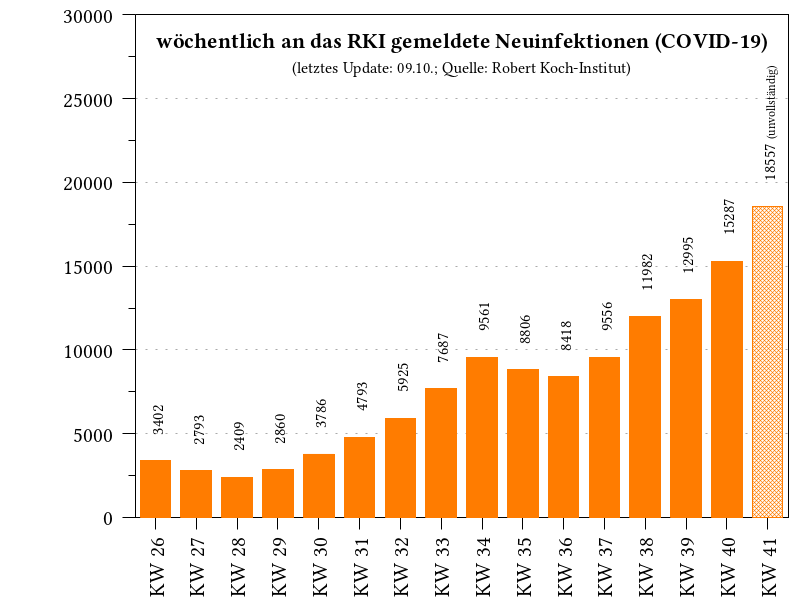 wöchentlich an das RKI gemeldete Neuinfektionen (COVID-19)
(letztes Update: 09.10.; Quelle: Robert Koch-Institut)
30000
25000
20000
15000
10000
5000
0
3402
2793
2409
2860
3786
4793
5925
7687
9561
8806
8418
9556
11982
12995
15287
18557 (unvollständig)
KW 26
KW 27
KW 28
KW 29
KW 30
KW 31
KW 32
KW 33
KW 34
KW 35
KW 36
KW 37
KW 38
KW 39
KW 40
KW 41